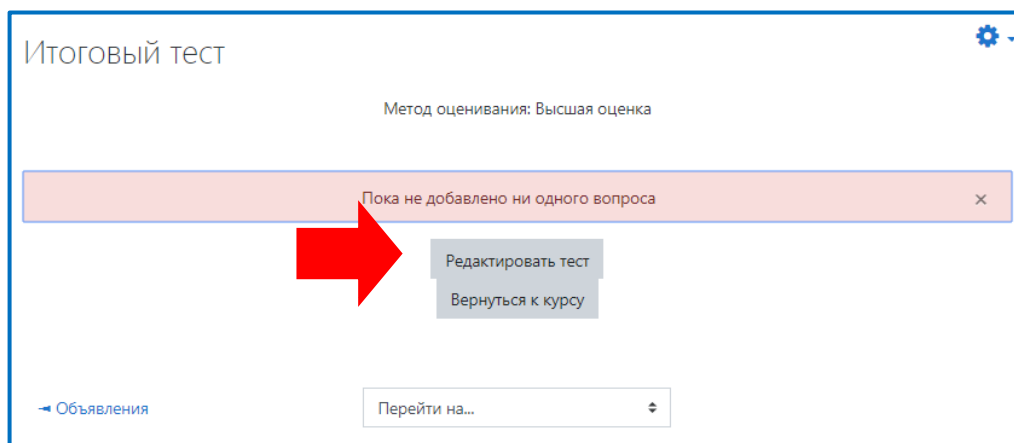 Итоговый тест
Метод оценивания: Высшая оценка
Пока не добавлено ни одного вопроса ×
Редактировать тест
Вернуться к курсу
◄ Объявления
Перейти на...